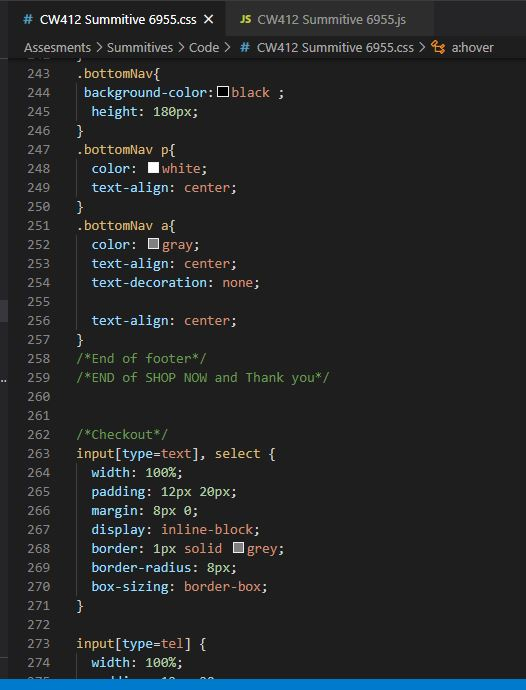 # CW412 Summitive 6955.css ×
JS CW412 Summitive 6955.js
Assesments > Summitives > Code > # CW412 Summitive 6955.css > a:hover
243 .bottomNav{
244 background-color: black ;
245 height: 180px;
246 }
247 .bottomNav p{
248 color: white;
249 text-align: center;
250 }
251 .bottomNav a{
252 color: gray;
253 text-align: center;
254 text-decoration: none;
255
256 text-align: center;
257 }
258 /*End of footer*/
259 /*END of SHOP NOW and Thank you*/
260
261
262 /*Checkout*/
263 input[type=text], select {
264 width: 100%;
265 padding: 12px 20px;
266 margin: 8px 0;
267 display: inline-block;
268 border: 1px solid grey;
269 border-radius: 8px;
270 box-sizing: border-box;
271 }
272
273 input[type=tel] {
274 width: 100%;